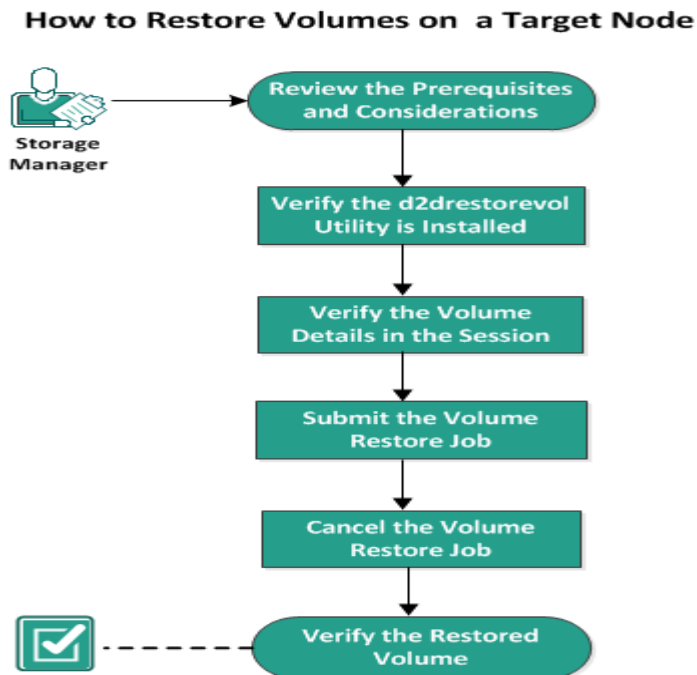 How to Restore Volumes on a Target Node
Storage
Manager
Review the Prerequisites
and Considerations
Verify the d2drestorevol
Utility is Installed
Verify the Volume
Details in the Session
Submit the Volume
Restore Job
Cancel the Volume
Restore Job
Verify the Restored
Volume